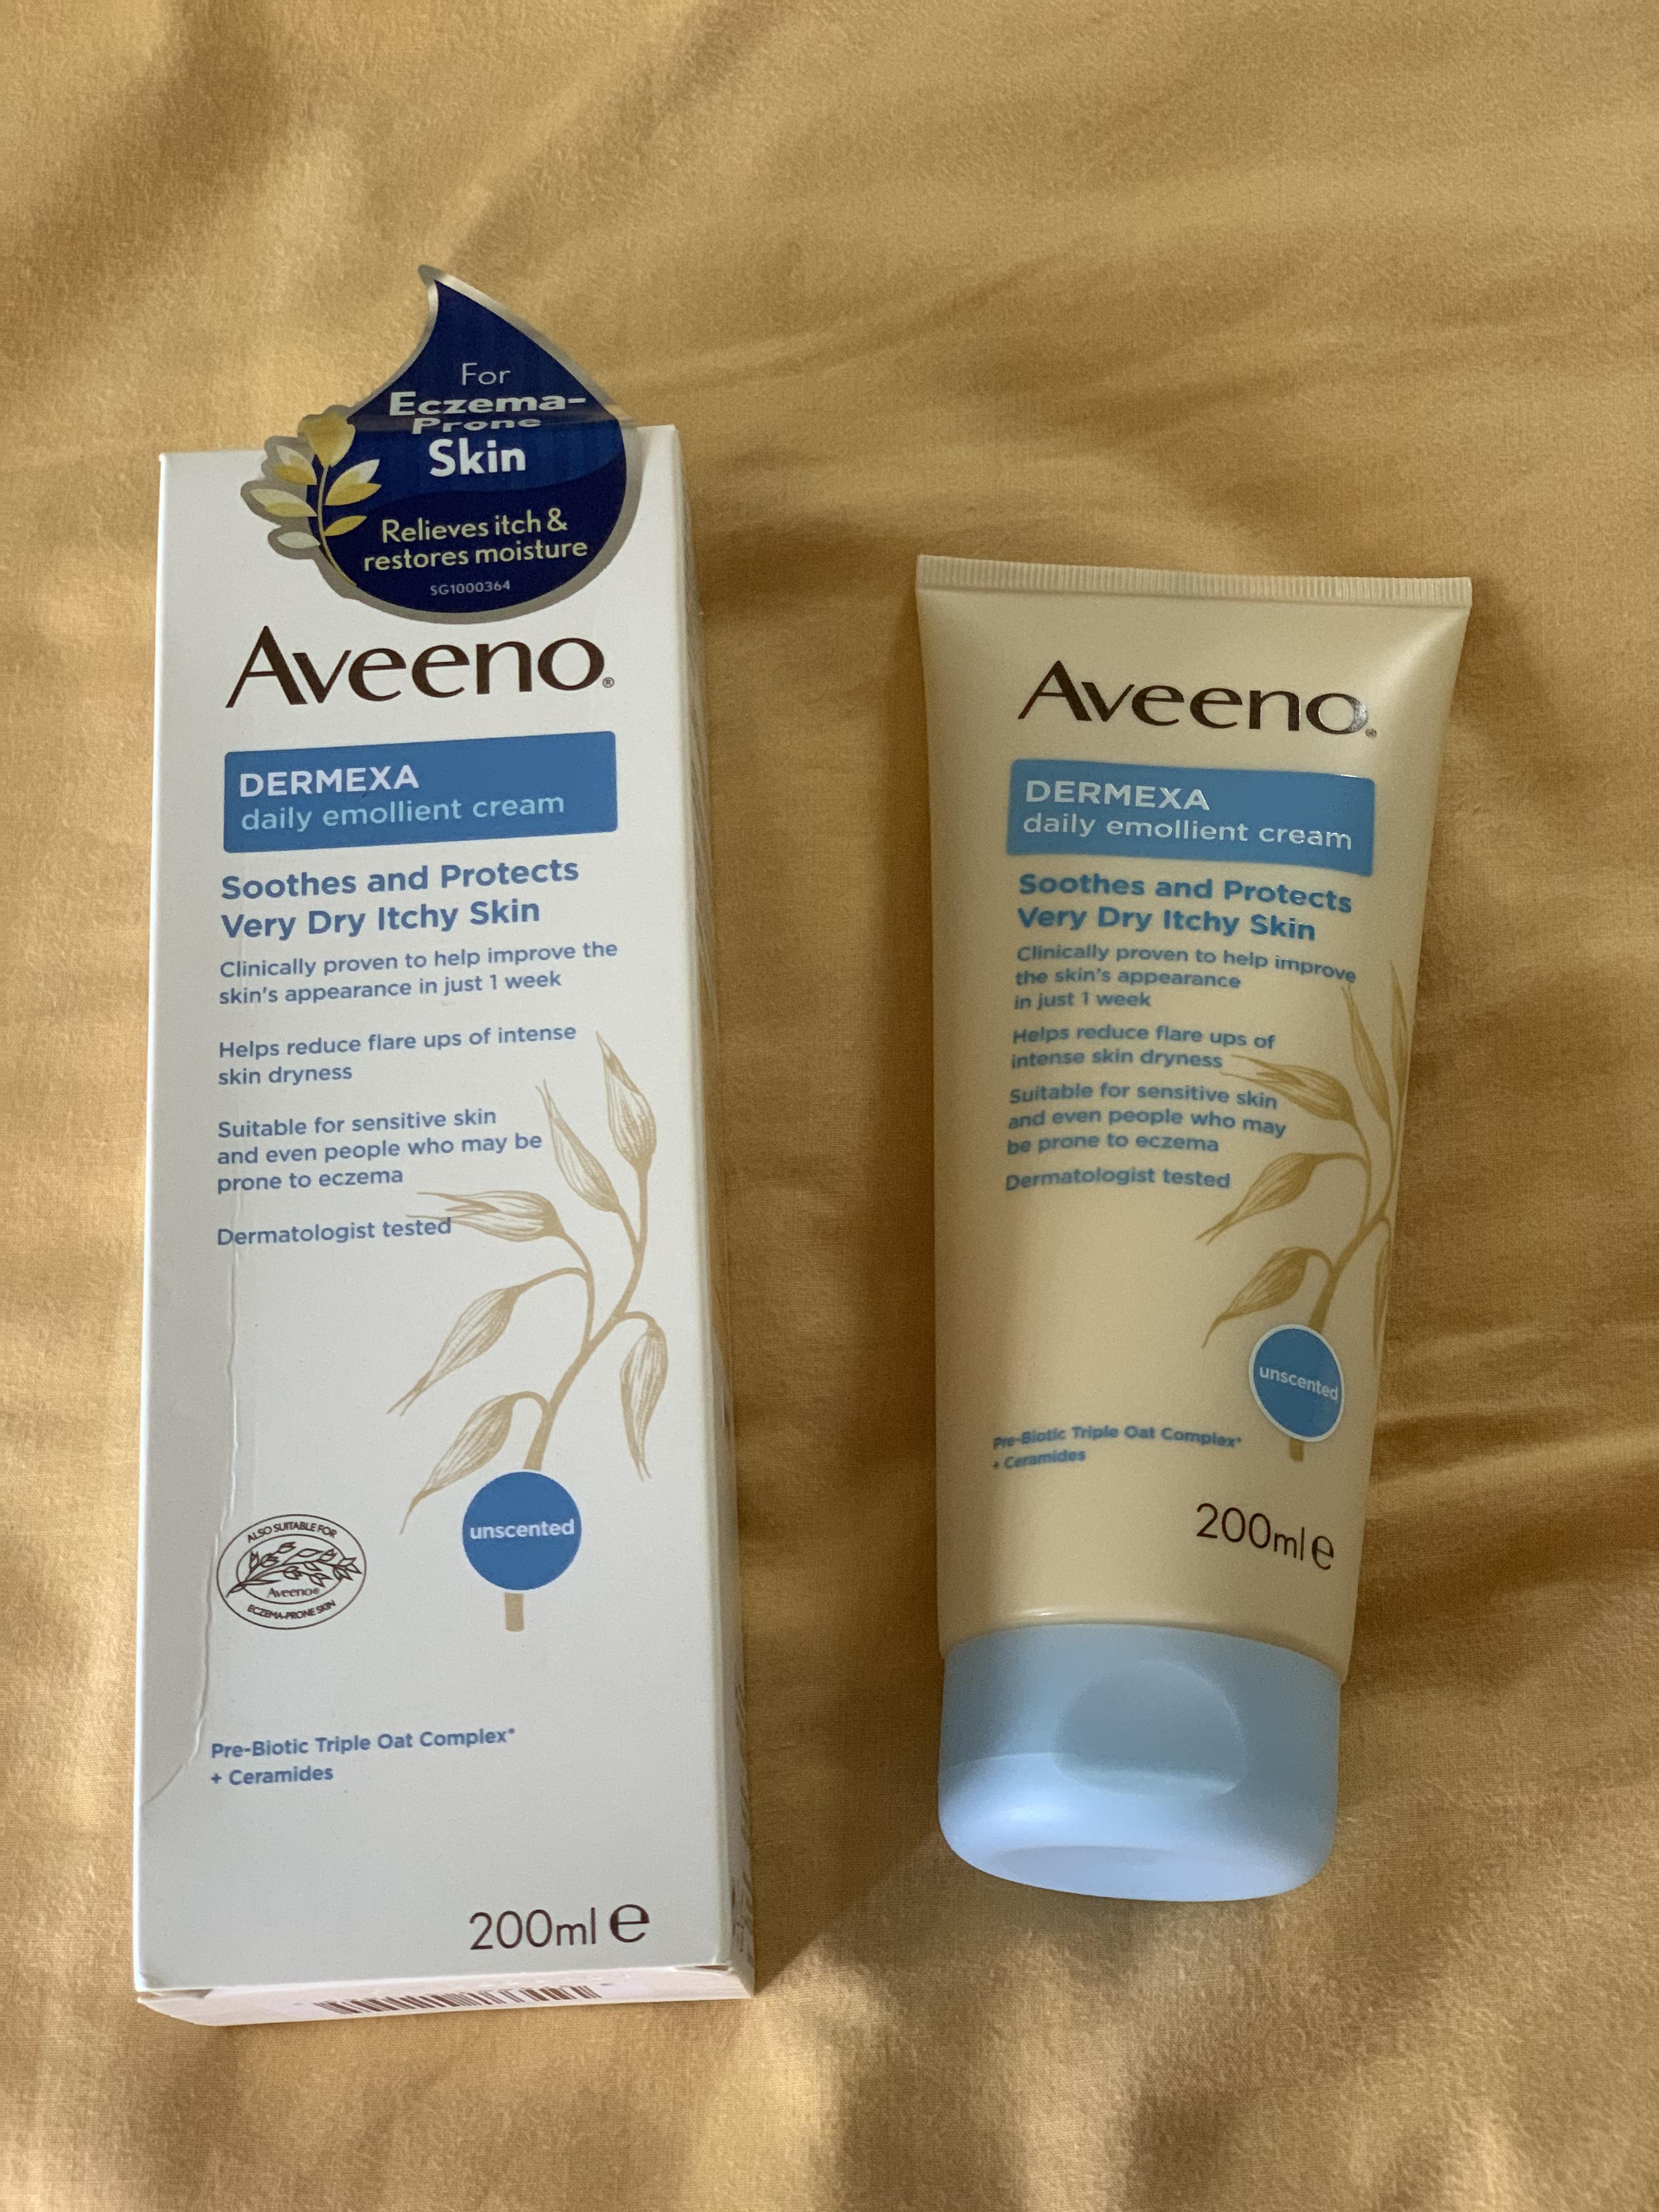 For
Eczema-
Prone
Skin
Relieves itch &
restores moisture
SG1000364
Aveeno®
DERMEXA
daily emollient cream
Soothes and Protects
Very Dry Itchy Skin
Clinically proven to help improve the
skin's appearance in just 1 week
Helps reduce flare ups of intense
skin dryness
Suitable for sensitive skin
and even people who may be
prone to eczema
Dermatologist tested
unscented
ALSO SUITABLE FOR
Aveeno®
ECZEMA-PRONE SKIN
Pre-Biotic Triple Oat Complex*
+ Ceramides
200ml e
Aveeno®
DERMEXA
daily emollient cream
Soothes and Protects
Very Dry Itchy Skin
Clinically proven to help improve
the skin's appearance
in just 1 week
Helps reduce flare ups of
intense skin dryness
Suitable for sensitive skin
and even people who may
be prone to eczema
Dermatologist tested
unscented
Pre-Biotic Triple Oat Complex*
+ Ceramides
200ml e